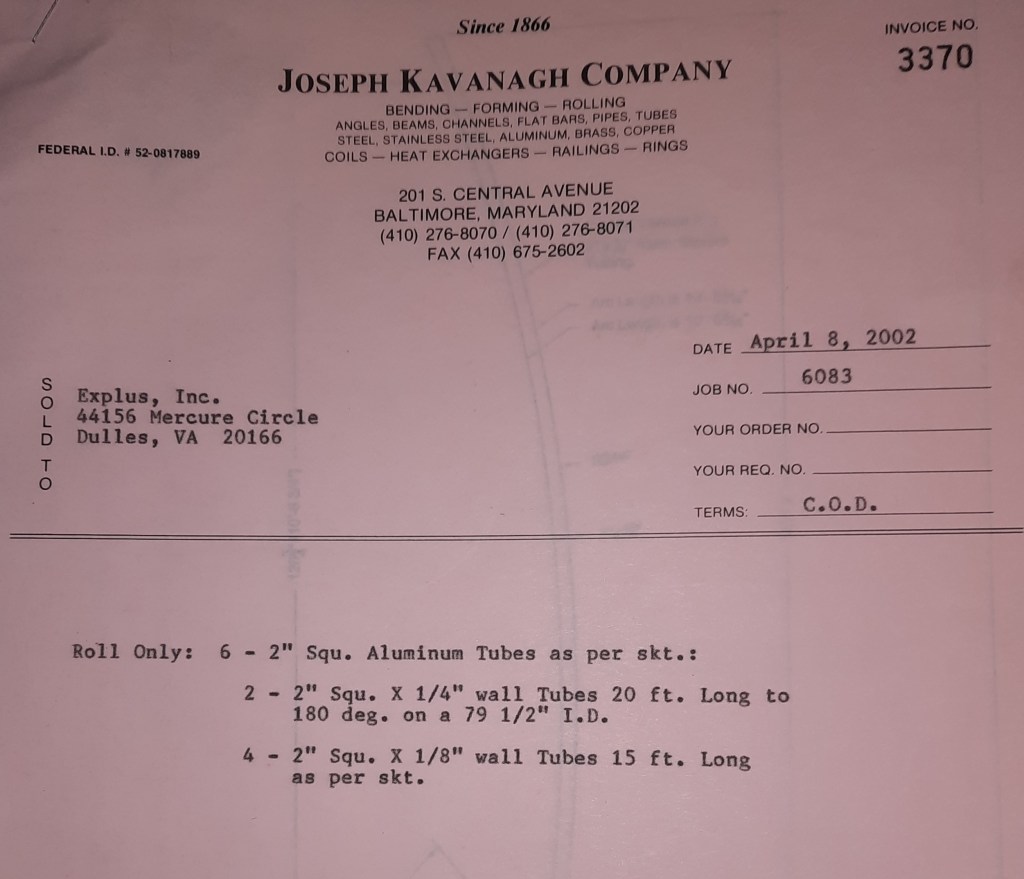 Since 1866
INVOICE NO.
3370
JOSEPH KAVANAGH COMPANY
BENDING — FORMING — ROLLING
ANGLES, BEAMS, CHANNELS, FLAT BARS, PIPES, TUBES
STEEL, STAINLESS STEEL, ALUMINUM, BRASS, COPPER
COILS — HEAT EXCHANGERS — RAILINGS — RINGS
FEDERAL I.D. # 52-0817889
201 S. CENTRAL AVENUE
BALTIMORE, MARYLAND 21202
(410) 276-8070 / (410) 276-8071
FAX (410) 675-2602
DATE April 8, 2002
JOB NO. 6083
YOUR ORDER NO.
YOUR REQ. NO.
TERMS: C.O.D.
SOLD TO
Explus, Inc.
44156 Mercure Circle
Dulles, VA 20166
Roll Only: 6 - 2" Squ. Aluminum Tubes as per skt.:
2 - 2" Squ. X 1/4" wall Tubes 20 ft. Long to
180 deg. on a 79 1/2" I.D.
4 - 2" Squ. X 1/8" wall Tubes 15 ft. Long
as per skt.